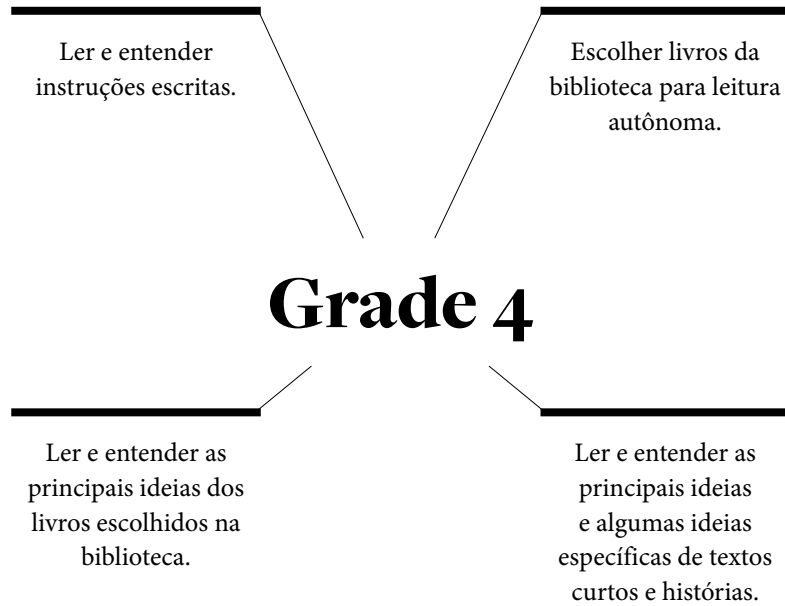 Ler e entender
instruções escritas.
Escolher livros da
biblioteca para leitura
autônoma.
Grade 4
Ler e entender as
principais ideias dos
livros escolhidos na
biblioteca.
Ler e entender as
principais ideias
e algumas ideias
específicas de textos
curtos e histórias.